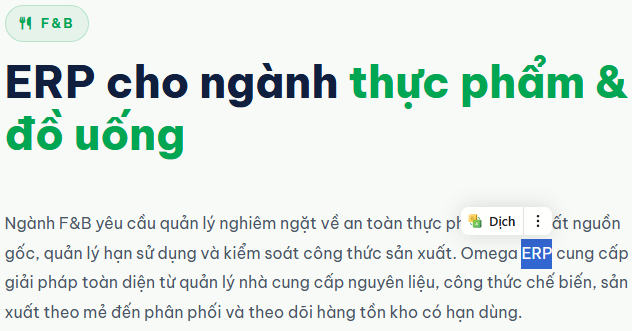 F&B
ERP cho ngành thực phẩm &
đồ uống
Ngành F&B yêu cầu quản lý nghiêm ngặt về an toàn thực ph Dịch ất nguồn
gốc, quản lý hạn sử dụng và kiểm soát công thức sản xuất. Omega ERP cung cấp
giải pháp toàn diện từ quản lý nhà cung cấp nguyên liệu, công thức chế biến, sản
xuất theo mẻ đến phân phối và theo dõi hàng tồn kho có hạn dùng.